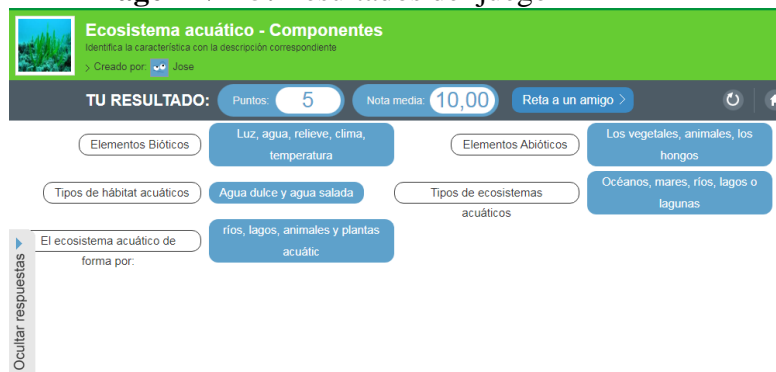 Ecosistema acuático - Componentes
Identifica la característica con la descripción correspondiente
> Creado por: Jose
TU RESULTADO: Puntos: 5 Nota media: 10,00 Reta a un amigo >
Elementos Bióticos
Luz, agua, relieve, clima,
temperatura
Elementos Abióticos
Los vegetales, animales, los
hongos
Tipos de hábitat acuáticos
Agua dulce y agua salada
Tipos de ecosistemas
acuáticos
Océanos, mares, ríos, lagos o
lagunas
El ecosistema acuático de
forma por:
ríos, lagos, animales y plantas
acuátic
Ocultar respuestas